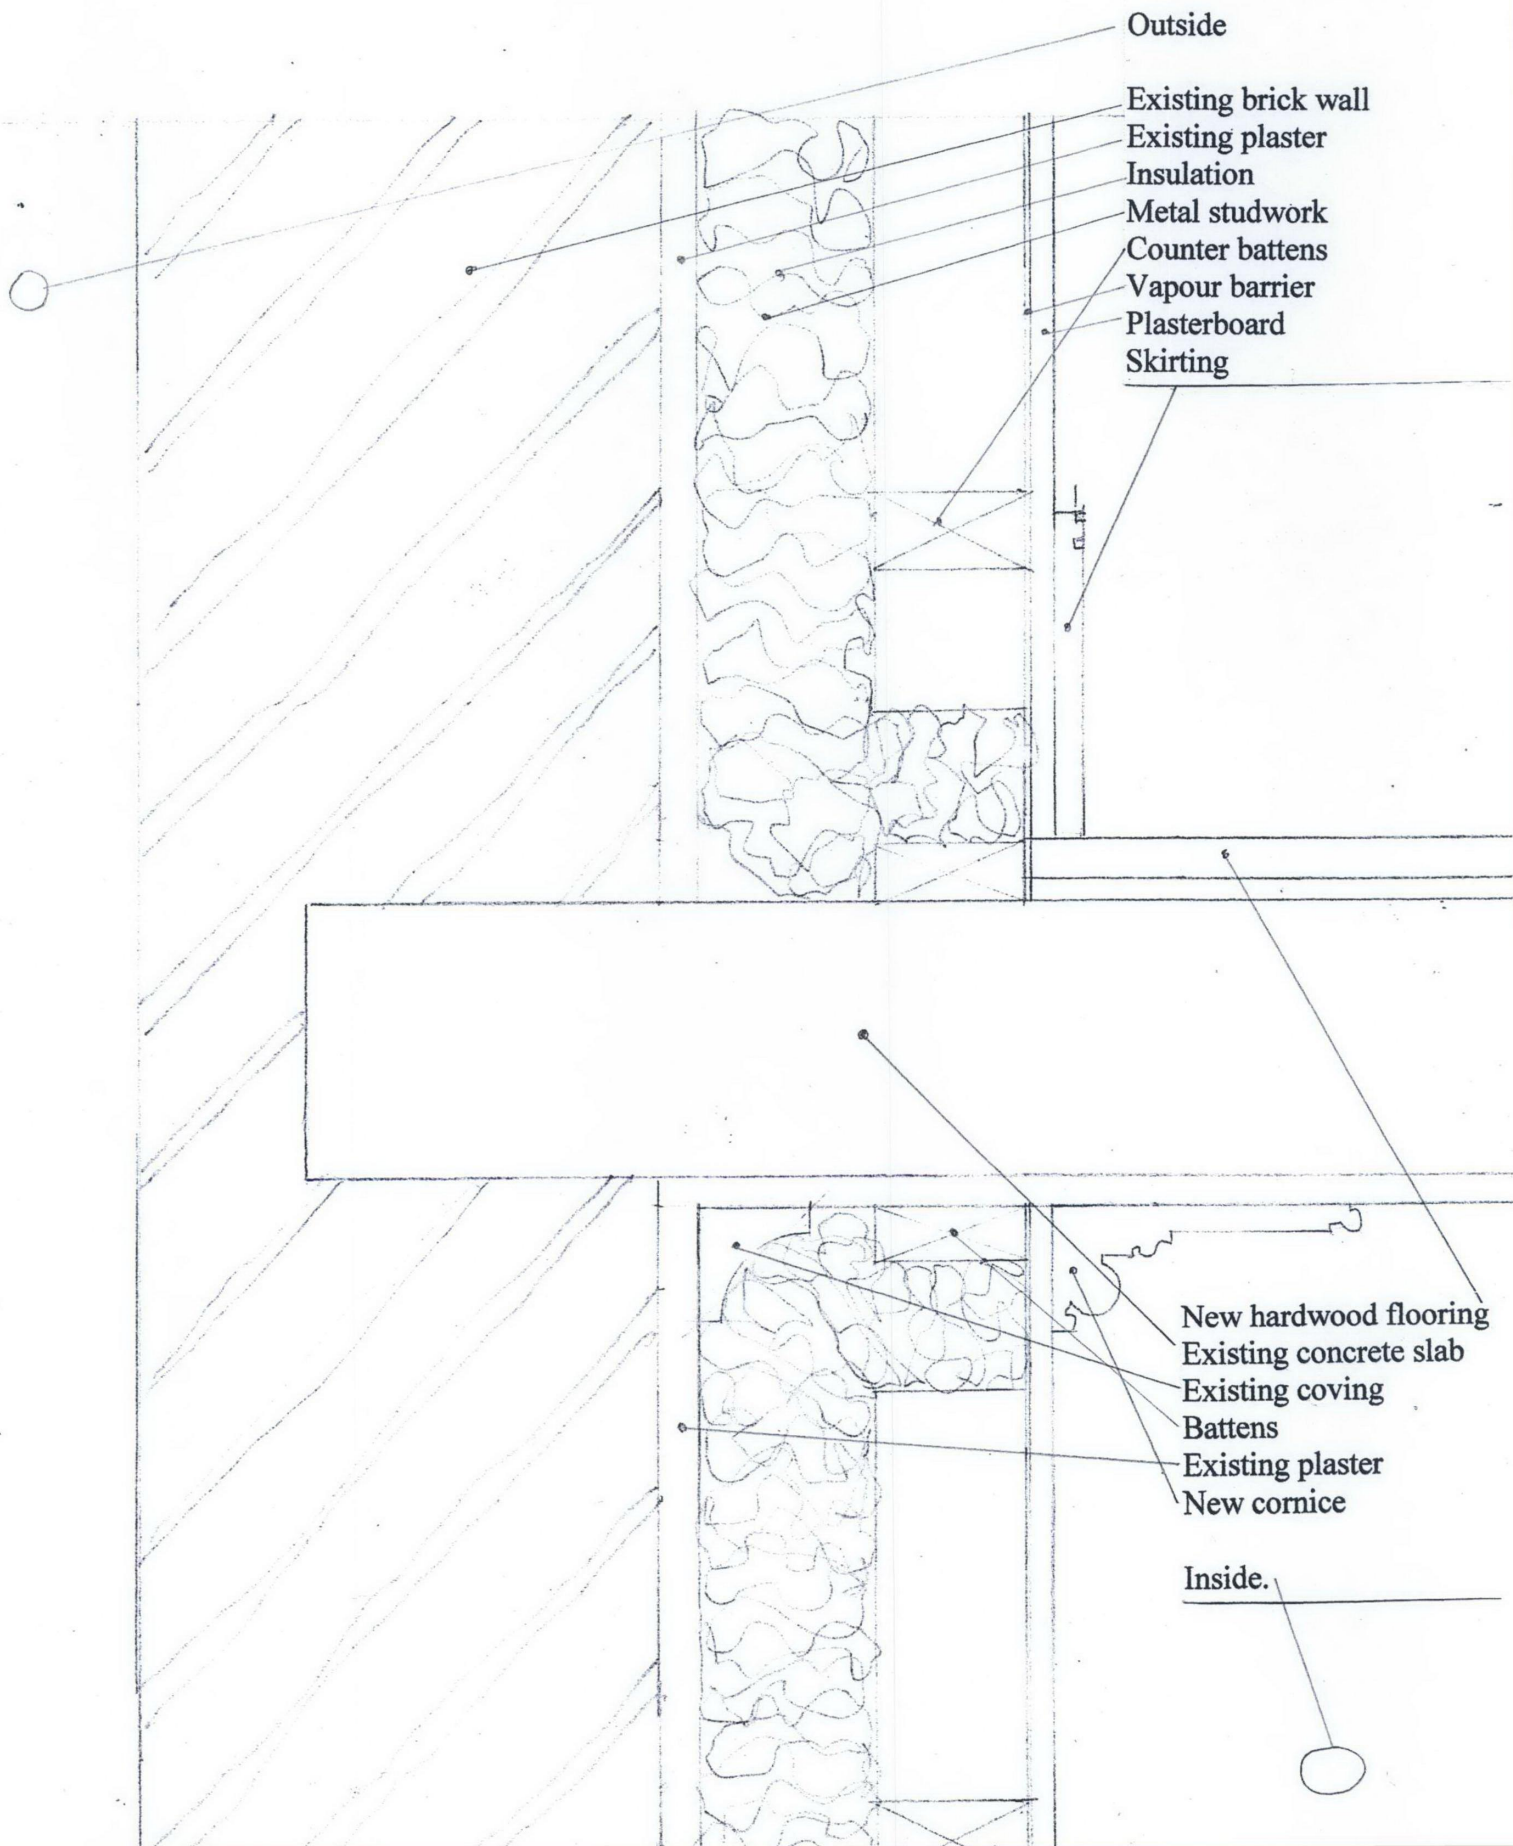 Outside
Existing brick wall
Existing plaster
Insulation
Metal studwork
Counter battens
Vapour barrier
Plasterboard
Skirting
New hardwood flooring
Existing concrete slab
Existing coving
Battens
Existing plaster
New cornice
Inside.